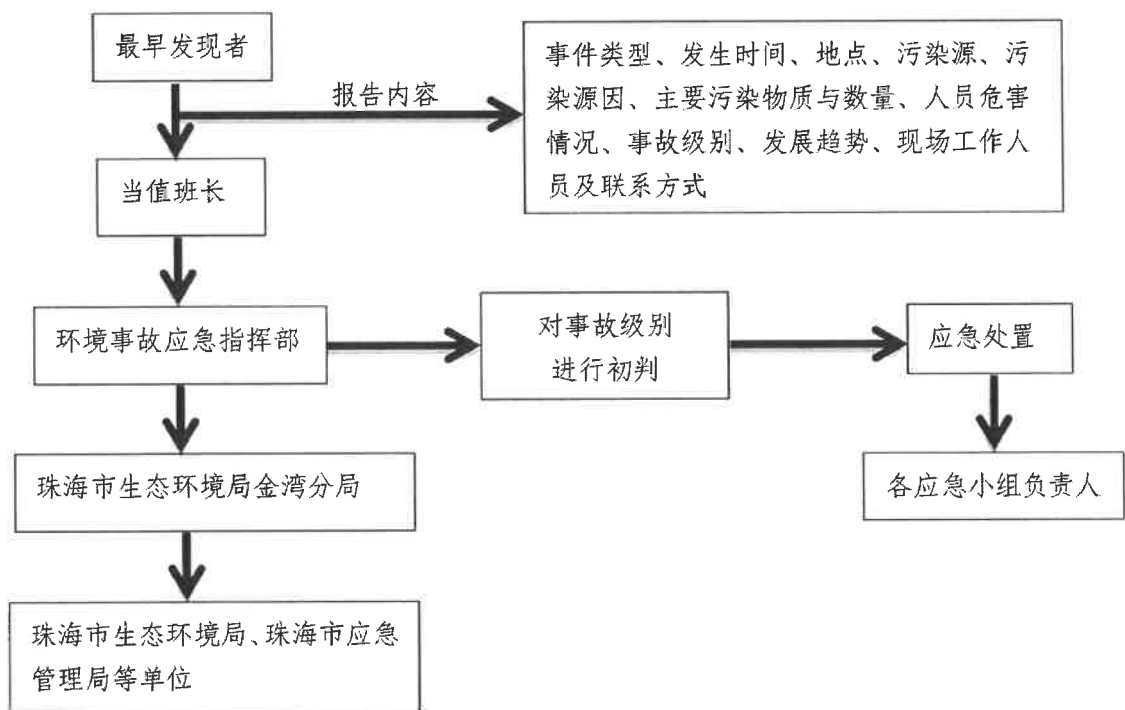 最早发现者
报告内容
事件类型、发生时间、地点、污染源、污
染源因、主要污染物质与数量、人员危害
情况、事故级别、发展趋势、现场工作人
员及联系方式
当值班长
环境事故应急指挥部
对事故级别
进行初判
应急处置
珠海市生态环境局金湾分局
各应急小组负责人
珠海市生态环境局、珠海市应急
管理局等单位